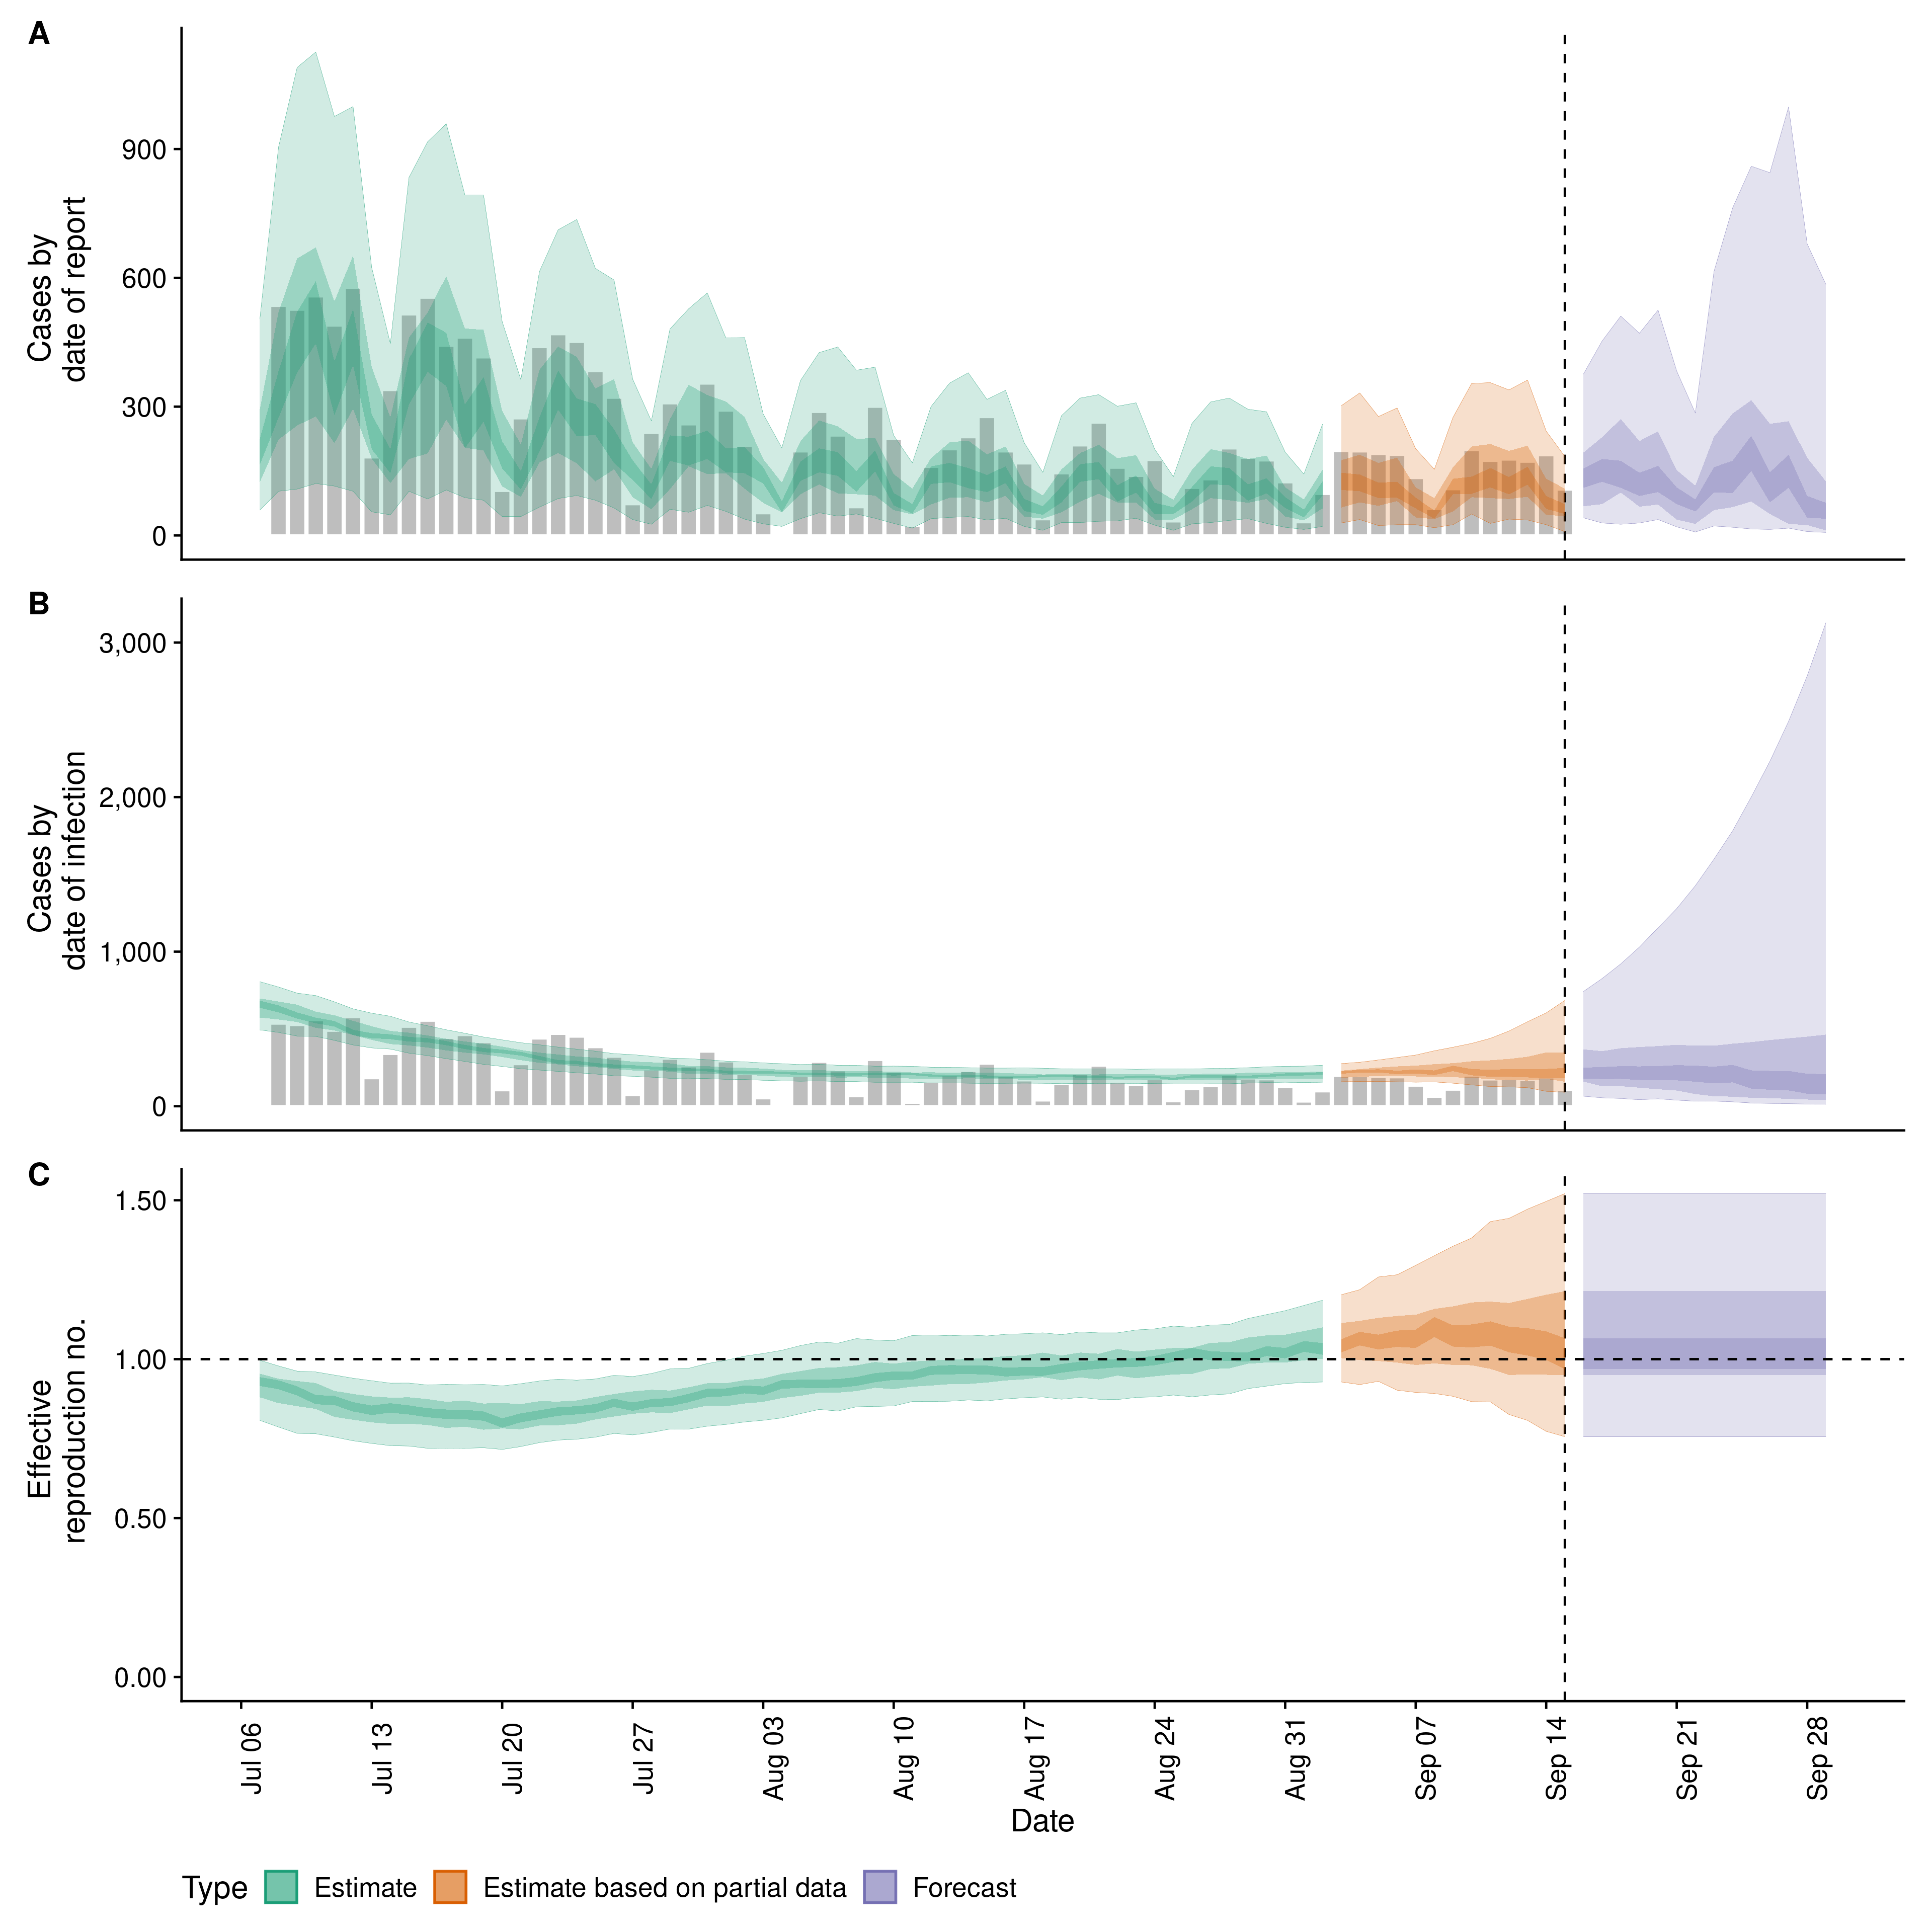 A
Cases by
date of report
900
600
300
0
B
Cases by
date of infection
3,000
2,000
1,000
0
C
Effective
reproduction no.
1.50
1.00
0.50
0.00
Jul 06
Jul 13
Jul 20
Jul 27
Aug 03
Aug 10
Aug 17
Aug 24
Aug 31
Sep 07
Sep 14
Sep 21
Sep 28
Date
Type Estimate Estimate based on partial data Forecast